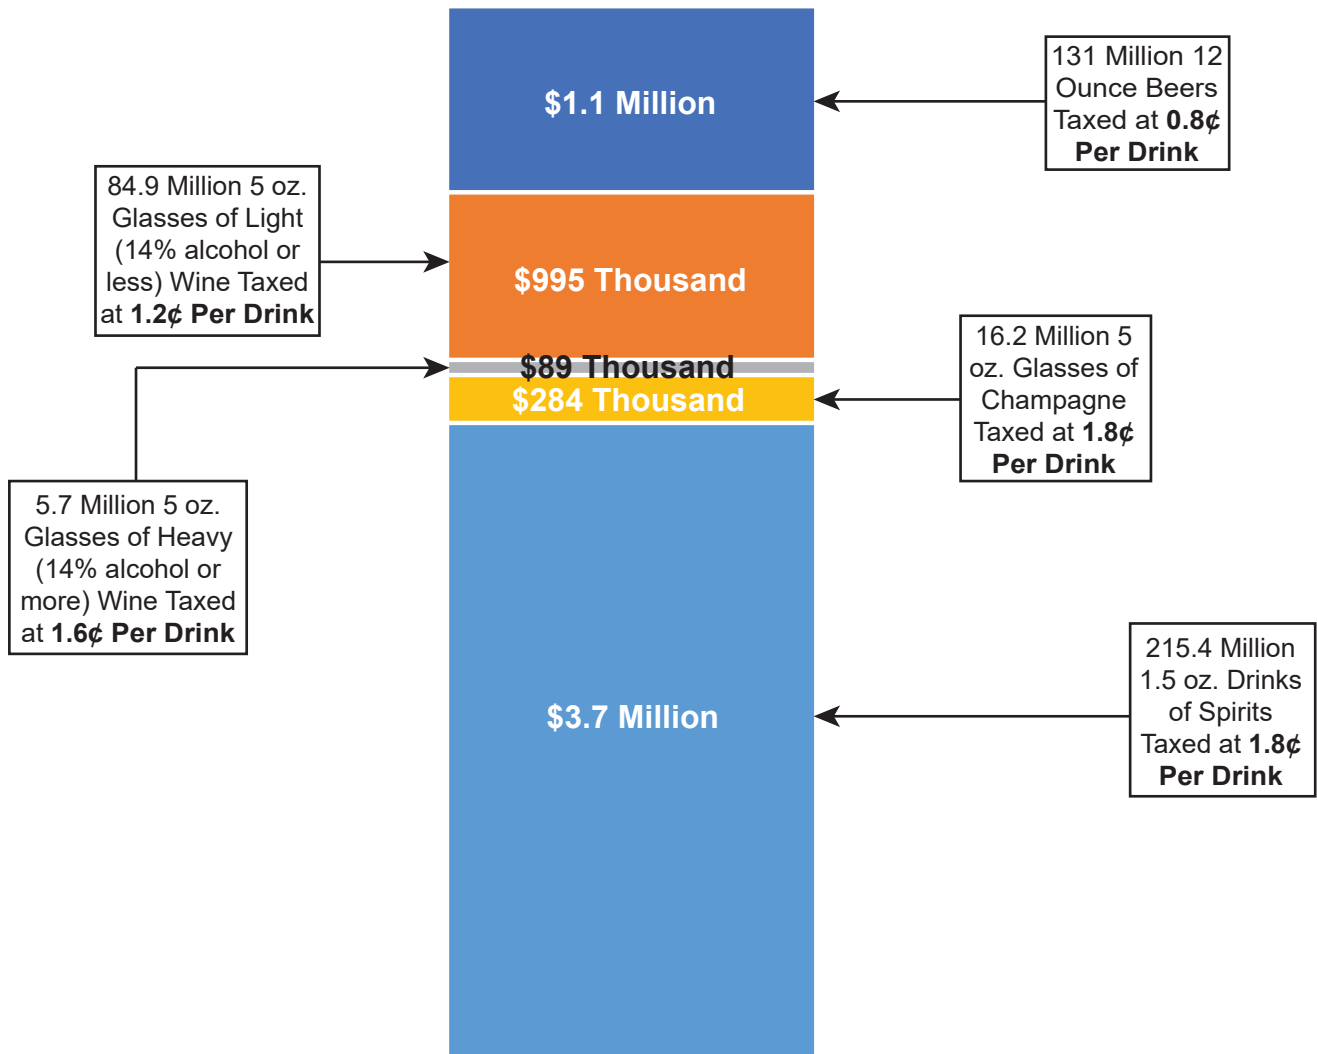 $1.1 Million
131 Million 12
Ounce Beers
Taxed at 0.8¢
Per Drink
84.9 Million 5 oz.
Glasses of Light
(14% alcohol or
less) Wine Taxed
at 1.2¢ Per Drink
$995 Thousand
$89 Thousand
$284 Thousand
16.2 Million 5
oz. Glasses of
Champagne
Taxed at 1.8¢
Per Drink
5.7 Million 5 oz.
Glasses of Heavy
(14% alcohol or
more) Wine Taxed
at 1.6¢ Per Drink
$3.7 Million
215.4 Million
1.5 oz. Drinks
of Spirits
Taxed at 1.8¢
Per Drink